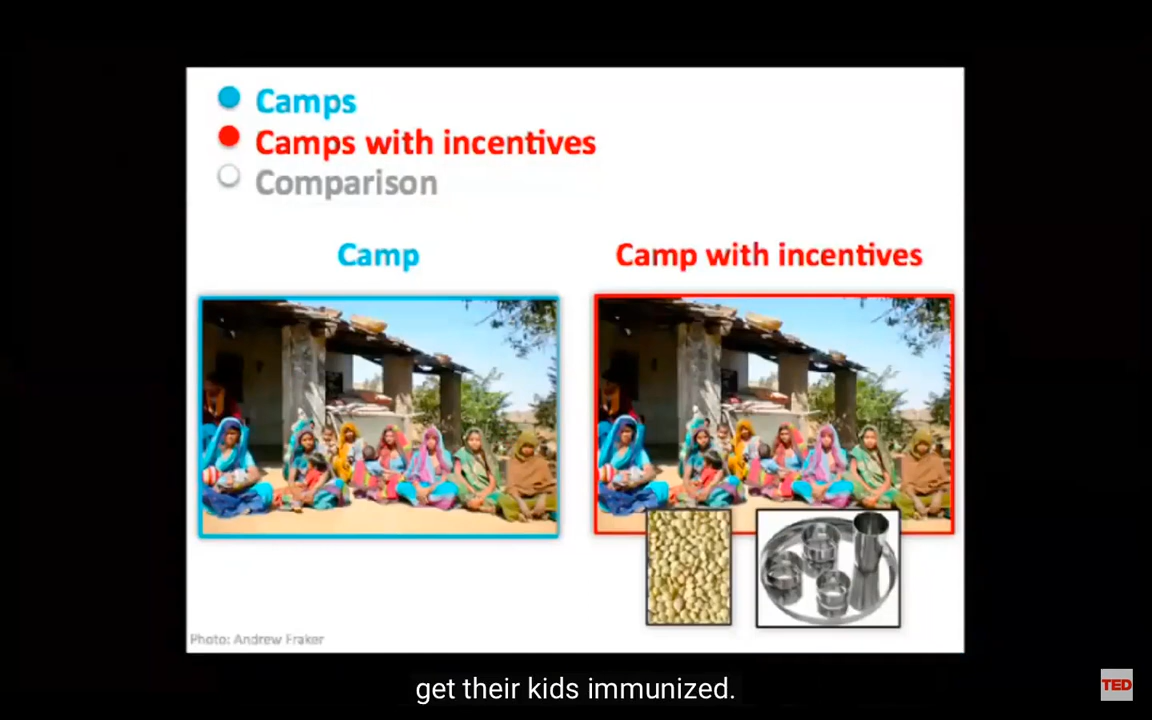 Camps
Camps with incentives
Comparison
Camp
Camp with incentives
Photo: Andrew Fraker
get their kids immunized.
TED